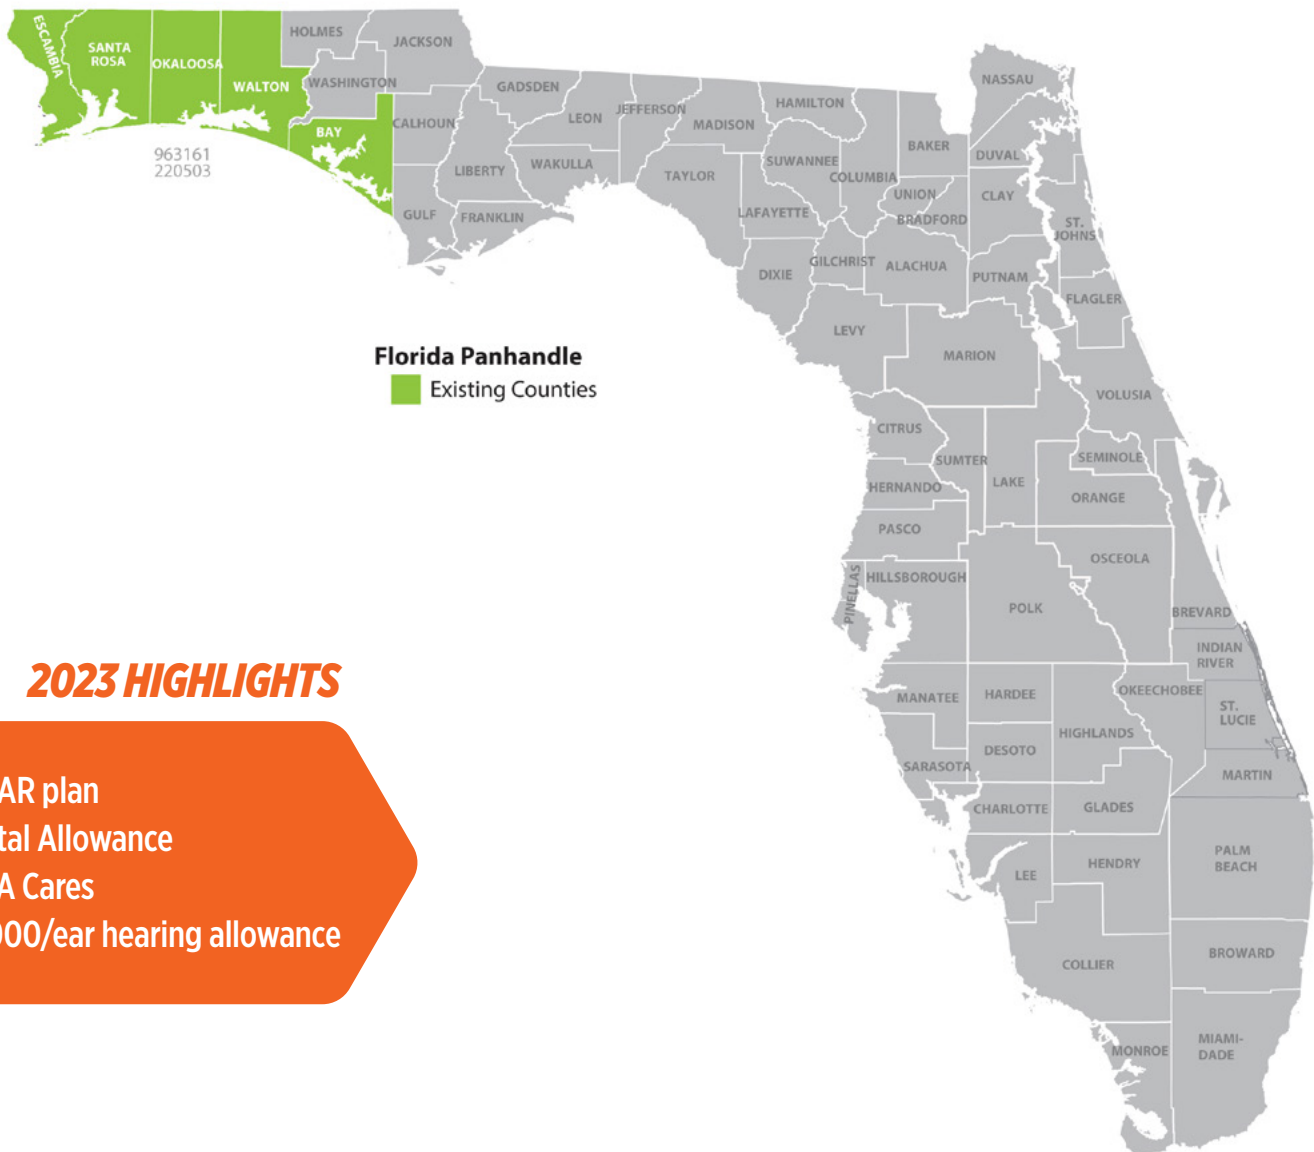 ESCAMBIA
SANTA
ROSA
OKALOOSA
WALTON
HOLMES
JACKSON
WASHINGTON
BAY
CALHOUN
GADSDEN
LEON
JEFFERSON
MADISON
HAMILTON
NASSAU
DUVAL
BAKER
LIBERTY
WAKULLA
TAYLOR
SUWANNEE
COLUMBIA
UNION
BRADFORD
CLAY
963161
220503
GULF
FRANKLIN
LAFAYETTE
ST.
JOHNS
DIXIE
GILCHRIST
ALACHUA
PUTNAM
FLAGLER
LEVY
MARION
VOLUSIA
Florida Panhandle
Existing Counties
CITRUS
SUMTER
LAKE
SEMINOLE
HERNANDO
ORANGE
PASCO
OSCEOLA
PINELLAS
HILLSBOROUGH
POLK
BREVARD
INDIAN
RIVER
MANATEE
HARDEE
HIGHLANDS
OKEECHOBEE
ST.
LUCIE
SARASOTA
DESOTO
MARTIN
CHARLOTTE
GLADES
LEE
HENDRY
PALM
BEACH
COLLIER
BROWARD
MONROE
MIAMI-
DADE
2023 HIGHLIGHTS
AR plan
tal Allowance
A Cares
000/ear hearing allowance